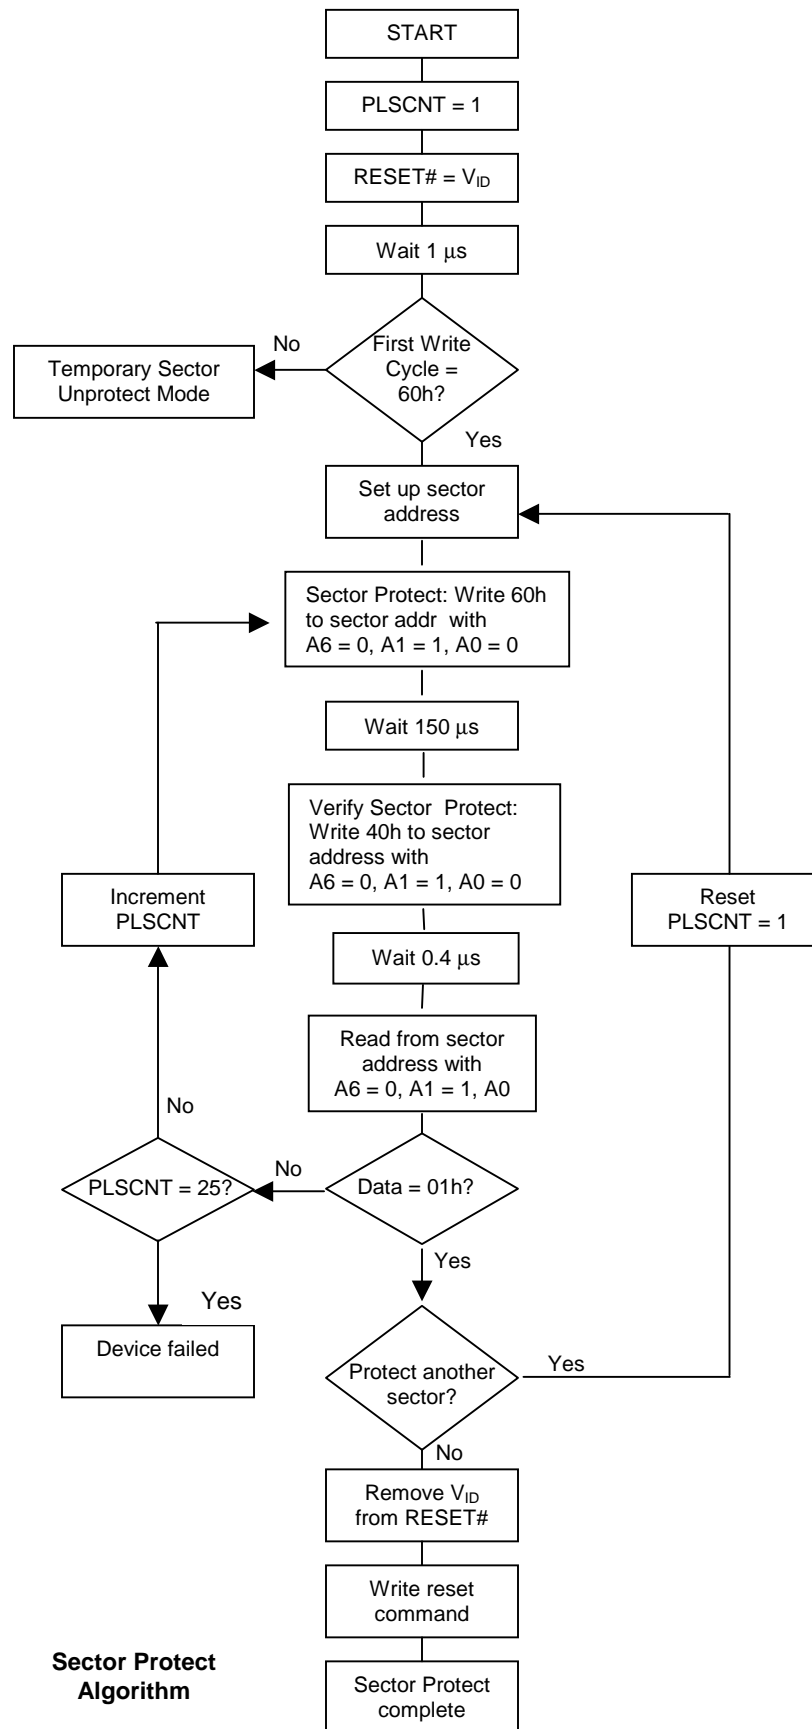 START
PLSCNT = 1
RESET# = VID
Wait 1 μs
First Write
Cycle =
60h?
No
Temporary Sector
Unprotect Mode
Yes
Set up sector
address
Sector Protect: Write 60h
to sector addr with
A6 = 0, A1 = 1, A0 = 0
Wait 150 μs
Verify Sector Protect:
Write 40h to sector
address with
A6 = 0, A1 = 1, A0 = 0
Increment
PLSCNT
Reset
PLSCNT = 1
Wait 0.4 μs
Read from sector
address with
A6 = 0, A1 = 1, A0
No
PLSCNT = 25?
No
Data = 01h?
Yes
Yes
Device failed
Protect another
sector?
Yes
No
Remove VID
from RESET#
Write reset
command
Sector Protect
Algorithm
Sector Protect
complete